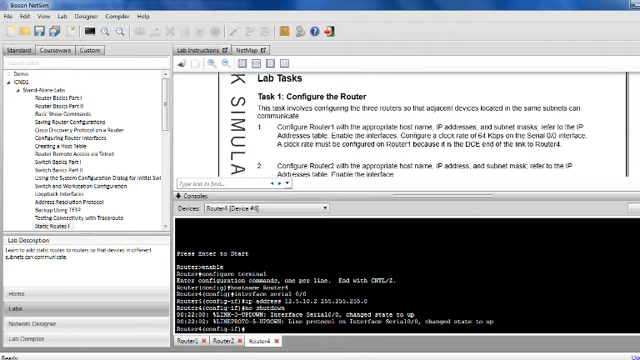 Boson NetSim
File Edit View Lab Designer Compiler Help
Standard Courseware Custom
Search Labs
Demo
ICND1
Stand-Alone Labs
Router Basics Part I
Router Basics Part II
Basic Show Commands
Saving Router Configurations
Cisco Discovery Protocol on a Router
Configuring Router Interfaces
Creating a Host Table
Router Remote Access via Telnet
Switch Basics Part I
Switch Basics Part II
Using the System Configuration Dialog for Initial Swi
Switch and Workstation Configuration
Loopback Interfaces
Address Resolution Protocol
Backup Using TFTP
Testing Connectivity with Traceroute
Static Routes I
Lab Description
Learn to add static routes to routers so that devices in different subnets can communicate.
Home
Labs
Network Designer
Lab Compiler
Lab Instructions NetMap
K SIMULA
Lab Tasks
Task 1: Configure the Router
This task involves configuring the three routers so that adjacent devices located in the same subnets can
communicate.
1. Configure Router1 with the appropriate host name, IP addresses, and subnet masks; refer to the IP
Addresses table. Enable the interfaces. Configure a clock rate of 64 Kbps on the Serial 0/0 interface.
A clock rate must be configured on Router1 because it is the DCE end of the link to Router4.
2. Configure Router2 with the appropriate host name, IP address, and subnet mask; refer to the IP
Addresses table. Enable the interface.
Type text to find...
Consoles
Devices: Router4 [Device #4]
Press Enter to Start
Router>enable
Router#configure terminal
Enter configuration commands, one per line. End with CNTL/Z.
Router(config)#hostname Router4
Router4(config)#interface serial 0/0
Router4(config-if)#ip address 12.5.10.2 255.255.255.0
Router4(config-if)#no shutdown
00:22:00: %LINK-3-UPDOWN: Interface Serial0/0, changed state to up
00:22:02: %LINEPROTO-5-UPDOWN: Line protocol on Interface Serial0/0, changed state to up
Router4(config-if)#
Router1 Router2 Router4